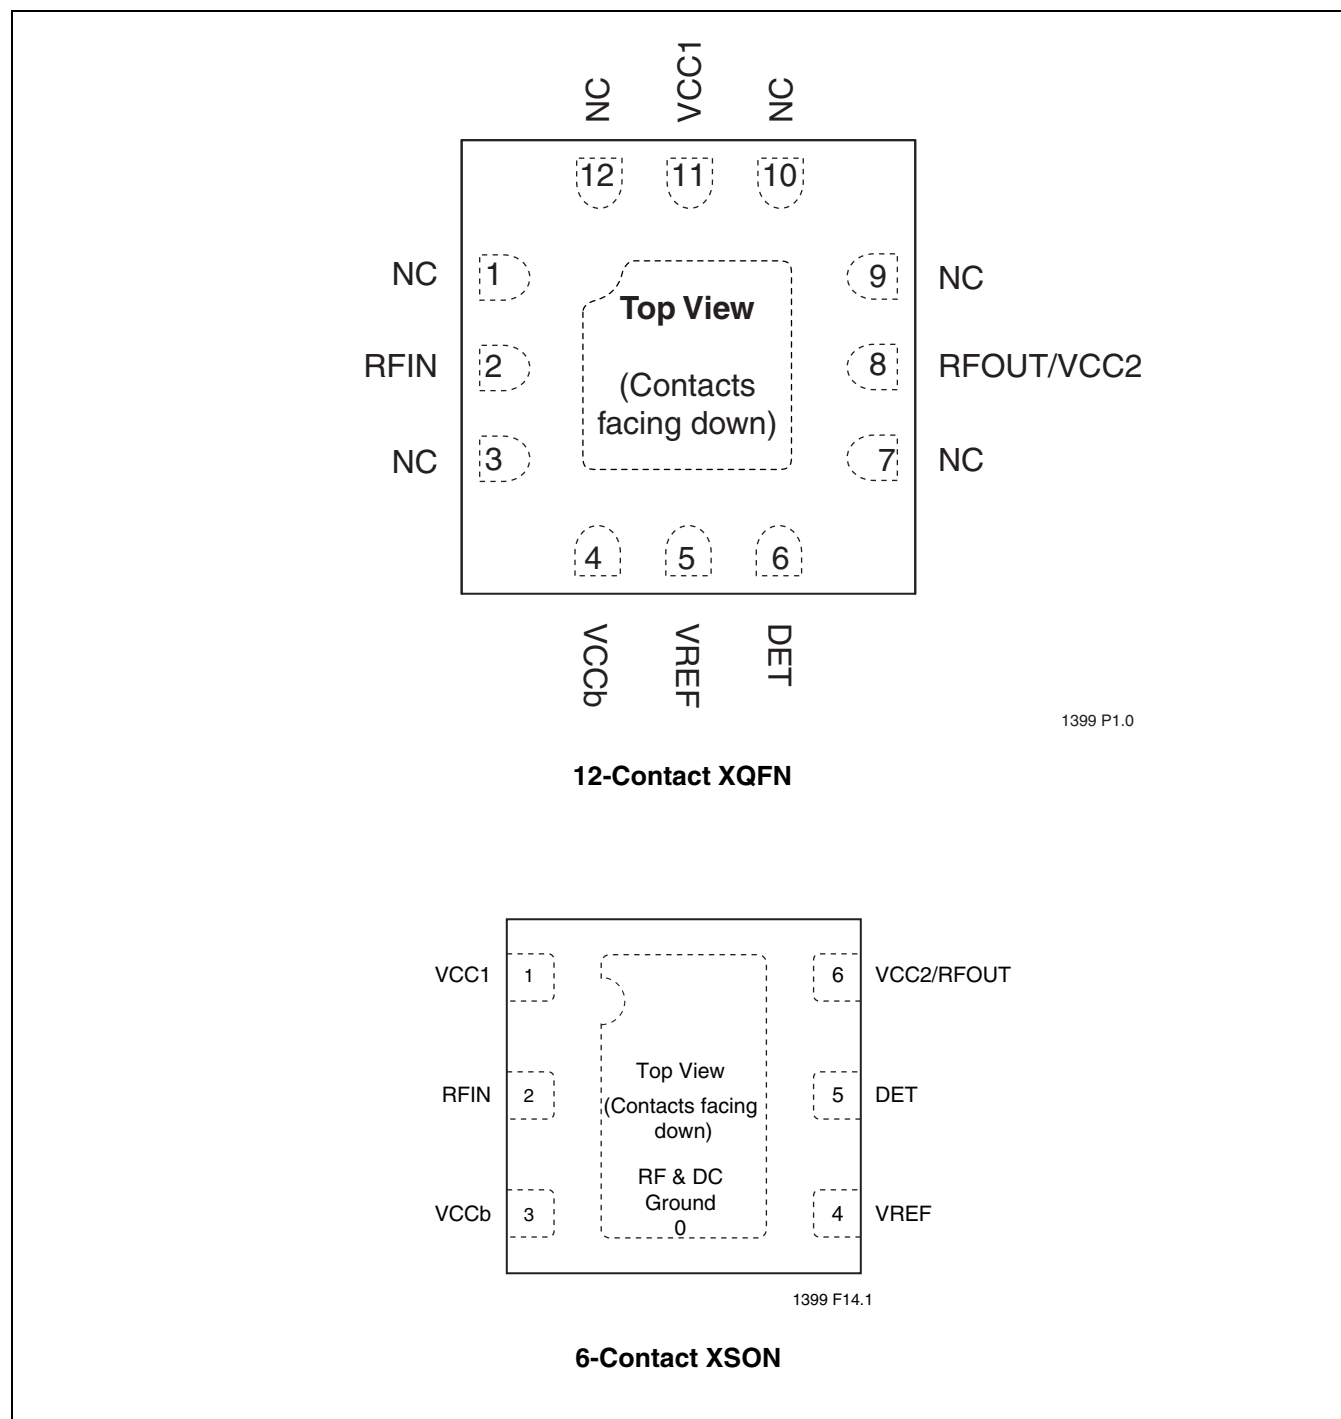 NC
VCC1
NC
12
11
10
NC
1
9
NC
Top View
RFIN
2
8
RFOUT/VCC2
(Contacts
facing down)
NC
3
7
NC
4
5
6
VCCb
VREF
DET
1399 P1.0
12-Contact XQFN
VCC1
1
6
VCC2/RFOUT
Top View
RFIN
2
5
DET
(Contacts facing
down)
RF & DC
Ground
0
VCCb
3
4
VREF
1399 F14.1
6-Contact XSON